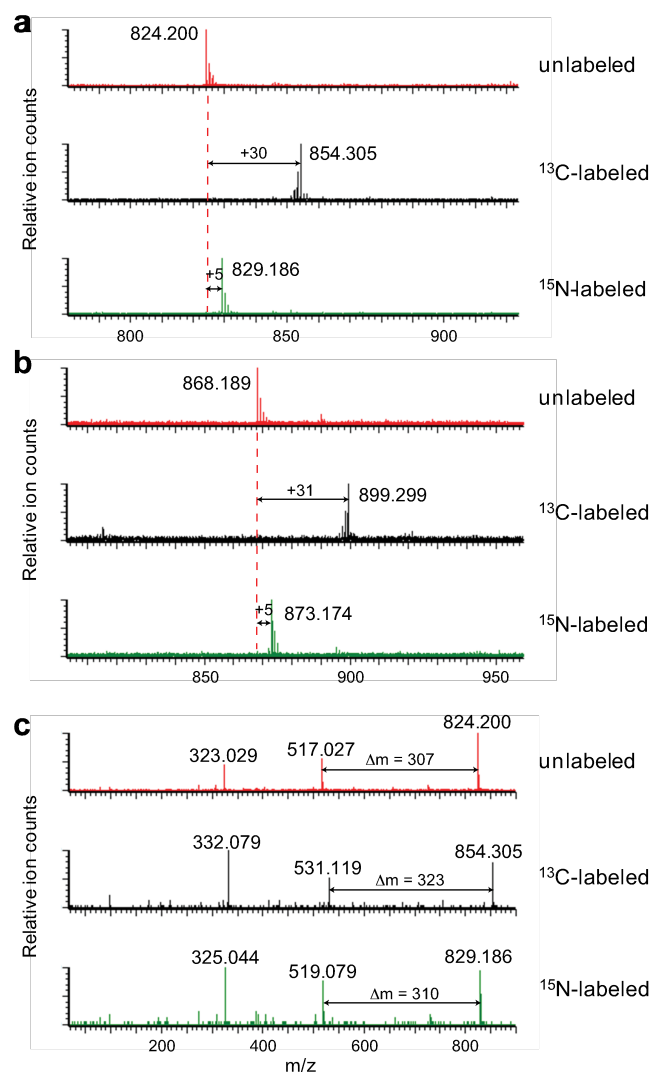 a
824.200
unlabeled
+30
854.305
13C-labeled
+5
829.186
15N-labeled
Relative ion counts
800
850
900
b
868.189
unlabeled
+31
899.299
13C-labeled
+5
873.174
15N-labeled
Relative ion counts
850
900
950
c
323.029
517.027
824.200
Δm = 307
unlabeled
332.079
531.119
854.305
Δm = 323
13C-labeled
325.044
519.079
829.186
Δm = 310
15N-labeled
Relative ion counts
200
400
600
800
m/z